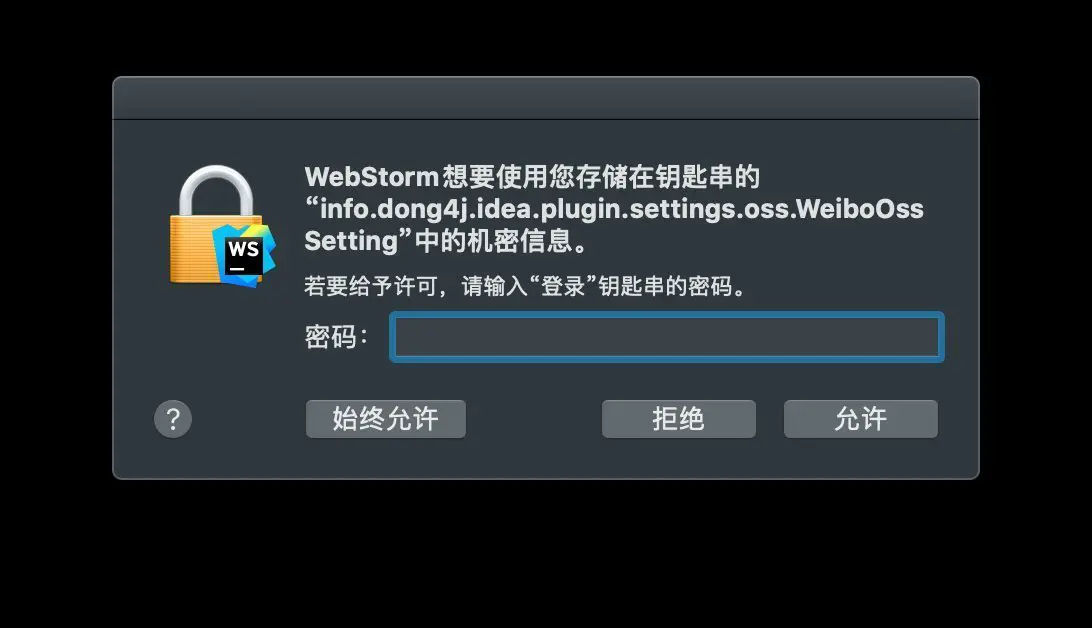 WebStorm想要使用您存储在钥匙串的
“info.dong4j.idea.plugin.settings.oss.WeiboOss
Setting”中的机密信息。
WS
若要给予许可，请输入“登录”钥匙串的密码。
密码：
?
始终允许
拒绝
允许